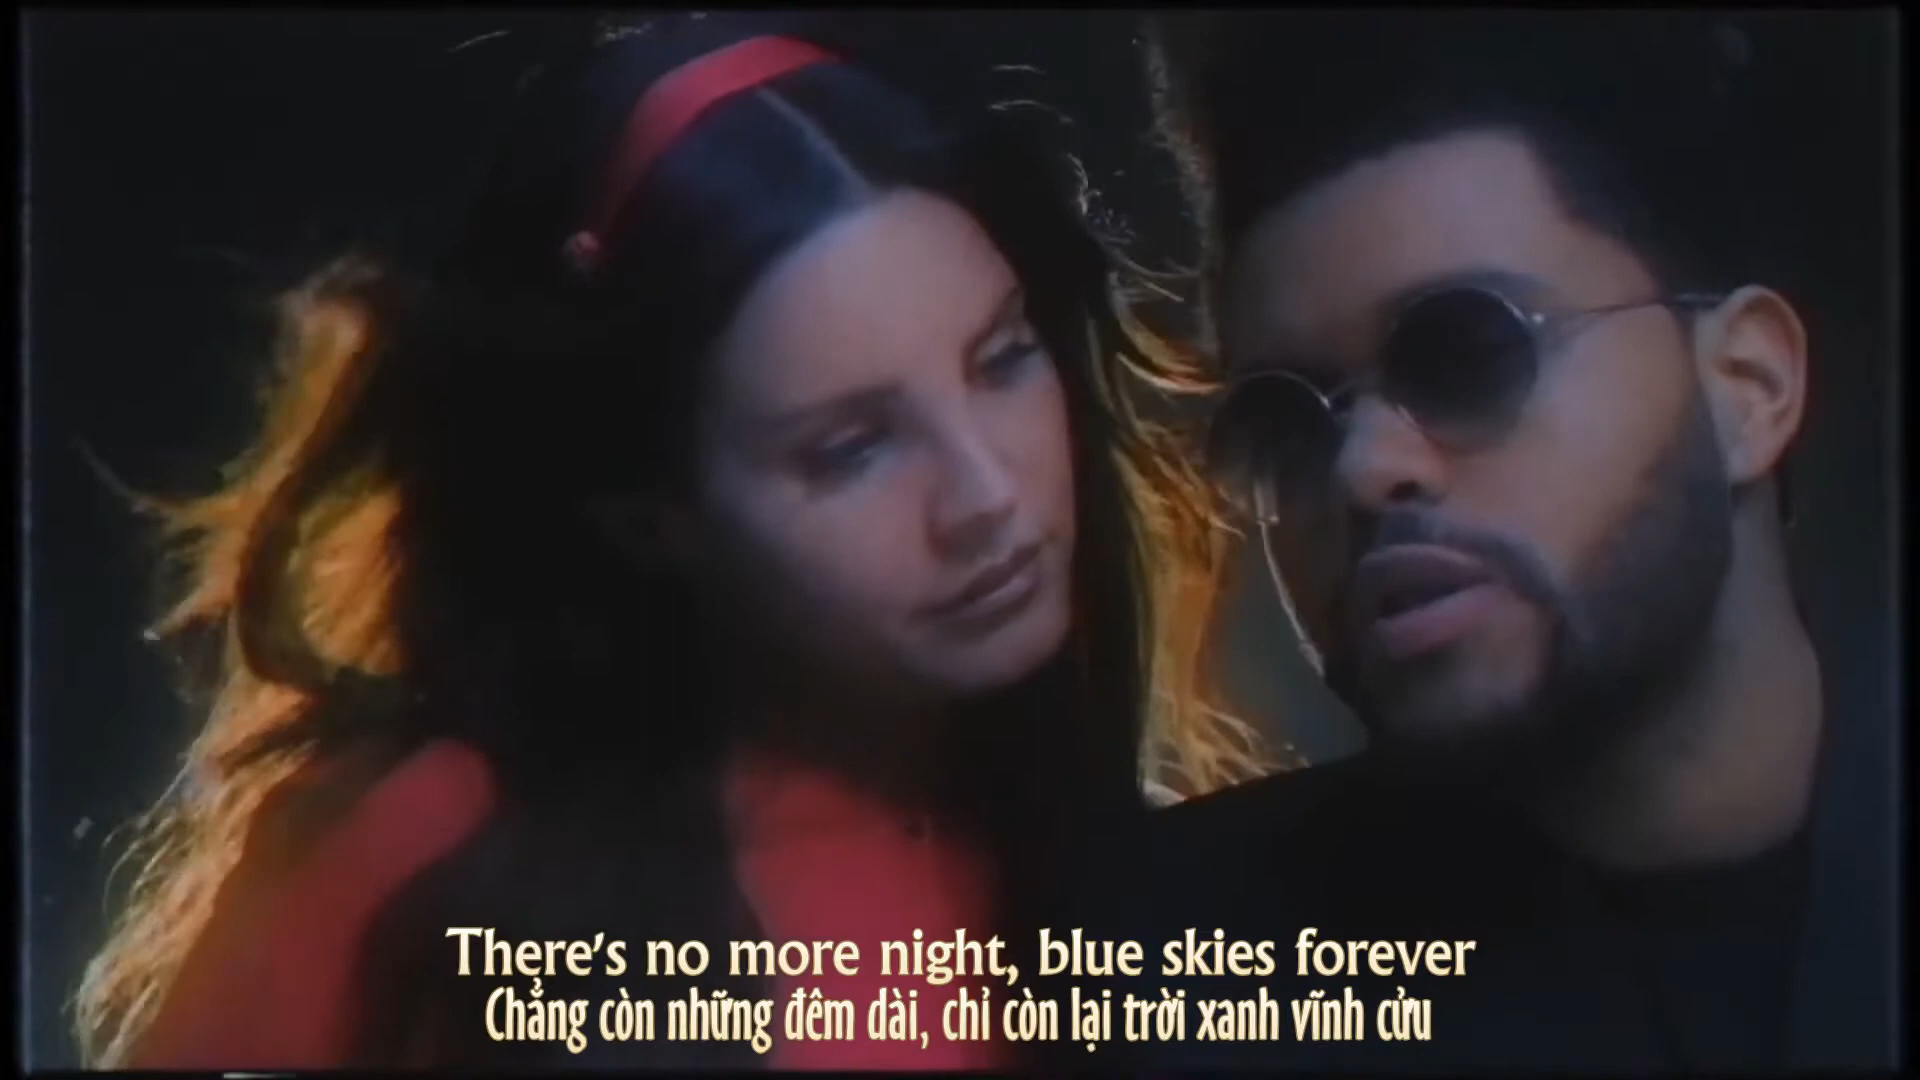 There's no more night, blue skies forever
Chẳng còn những đêm dài, chỉ còn lại trời xanh vĩnh cửu